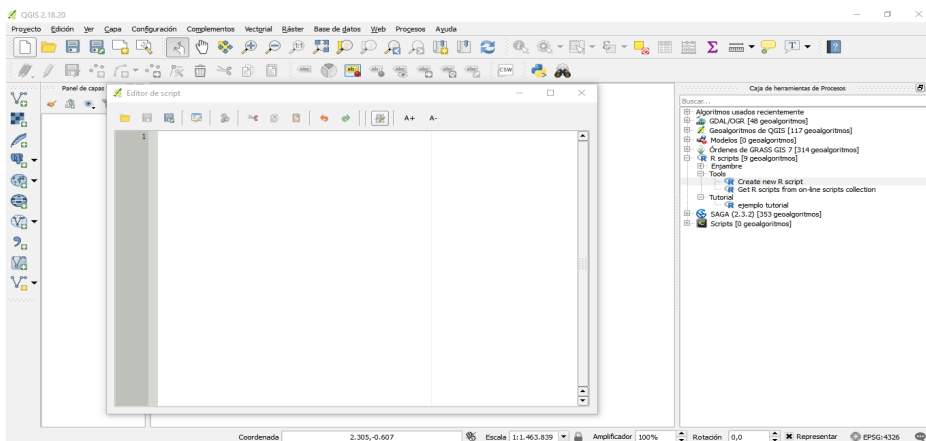 QGIS 2.18.20
Proyecto Edición Ver Capa Configuración Complementos Vectorial Ráster Base de datos Web Procesos Ayuda
Panel de capas
Editor de script
A+ A-
1
Caja de herramientas de Procesos
Buscar...
Algoritmos usados recientemente
GDAL/OGR [48 geoalgoritmos]
Geoalgoritmos de QGIS [117 geoalgoritmos]
Modelos [0 geoalgoritmos]
Órdenes de GRASS GIS 7 [314 geoalgoritmos]
R scripts [9 geoalgoritmos]
Enjambre
Tools
Create new R script
Get R scripts from on-line scripts collection
Tutorial
ejemplo tutorial
SAGA (2.3.2) [353 geoalgoritmos]
Scripts [0 geoalgoritmos]
Coordenada 2.305,-0.607 Escala 1:1.463.839 Amplificador 100% Rotación 0,0 Representar EPSG:4326